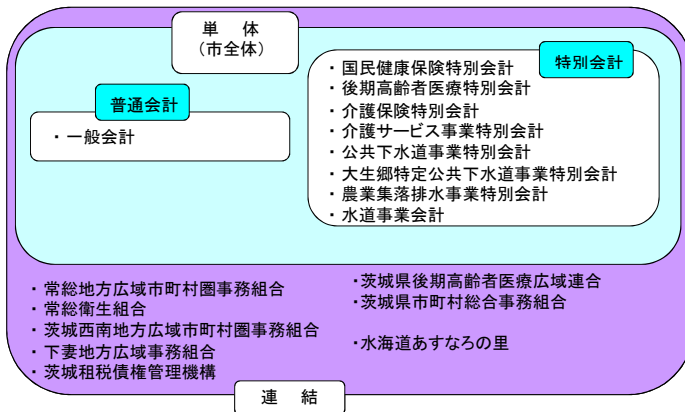 単　体
（市全体）
普通会計
・ 一般会計
特別会計
・ 国民健康保険特別会計
・ 後期高齢者医療特別会計
・ 介護保険特別会計
・ 介護サービス事業特別会計
・ 公共下水道事業特別会計
・ 大生郷特定公共下水道事業特別会計
・ 農業集落排水事業特別会計
・ 水道事業会計
・ 常総地方広域市町村圏事務組合
・ 常総衛生組合
・ 茨城西南地方広域市町村圏事務組合
・ 下妻地方広域事務組合
・ 茨城租税債権管理機構
・茨城県後期高齢者医療広域連合
・茨城県市町村総合事務組合
・水海道あすなろの里
連　結